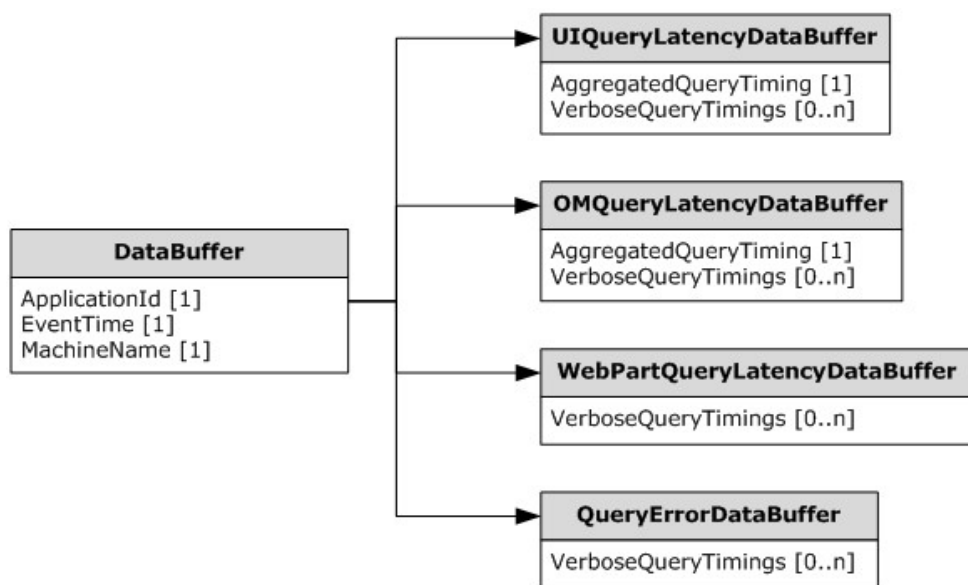 UIQueryLatencyDataBuffer
AggregatedQueryTiming [1]
VerboseQueryTimings [0..n]
OMQueryLatencyDataBuffer
AggregatedQueryTiming [1]
VerboseQueryTimings [0..n]
DataBuffer
ApplicationId [1]
EventTime [1]
MachineName [1]
WebPartQueryLatencyDataBuffer
VerboseQueryTimings [0..n]
QueryErrorDataBuffer
VerboseQueryTimings [0..n]